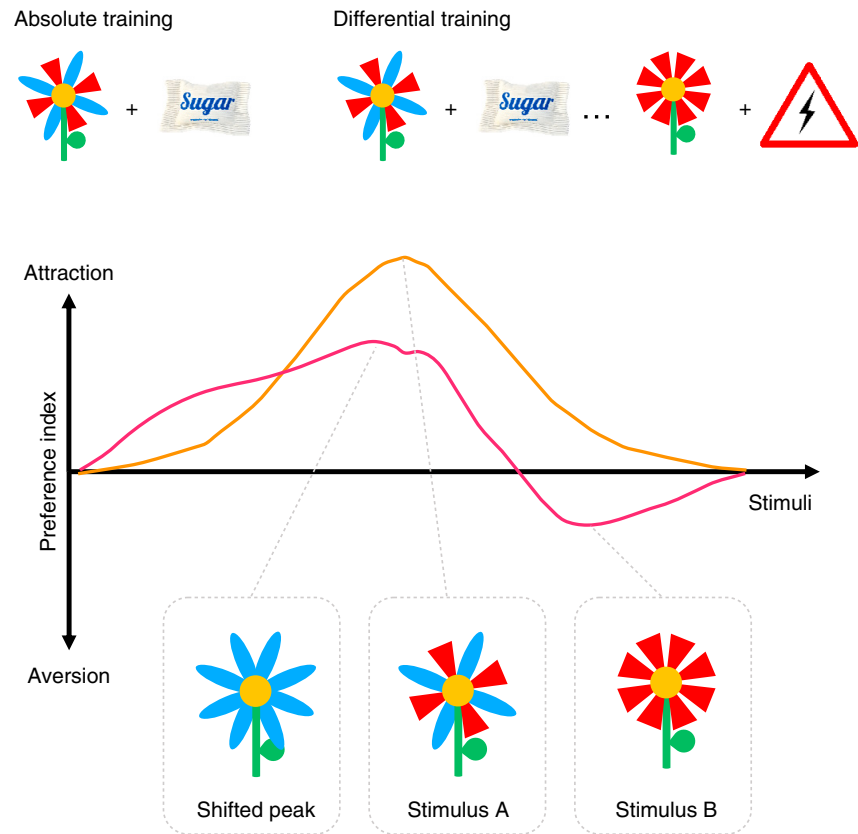 Absolute training
Differential training
+
Sugar
+
Sugar
...
+
Attraction
Preference index
Stimuli
Aversion
Shifted peak
Stimulus A
Stimulus B